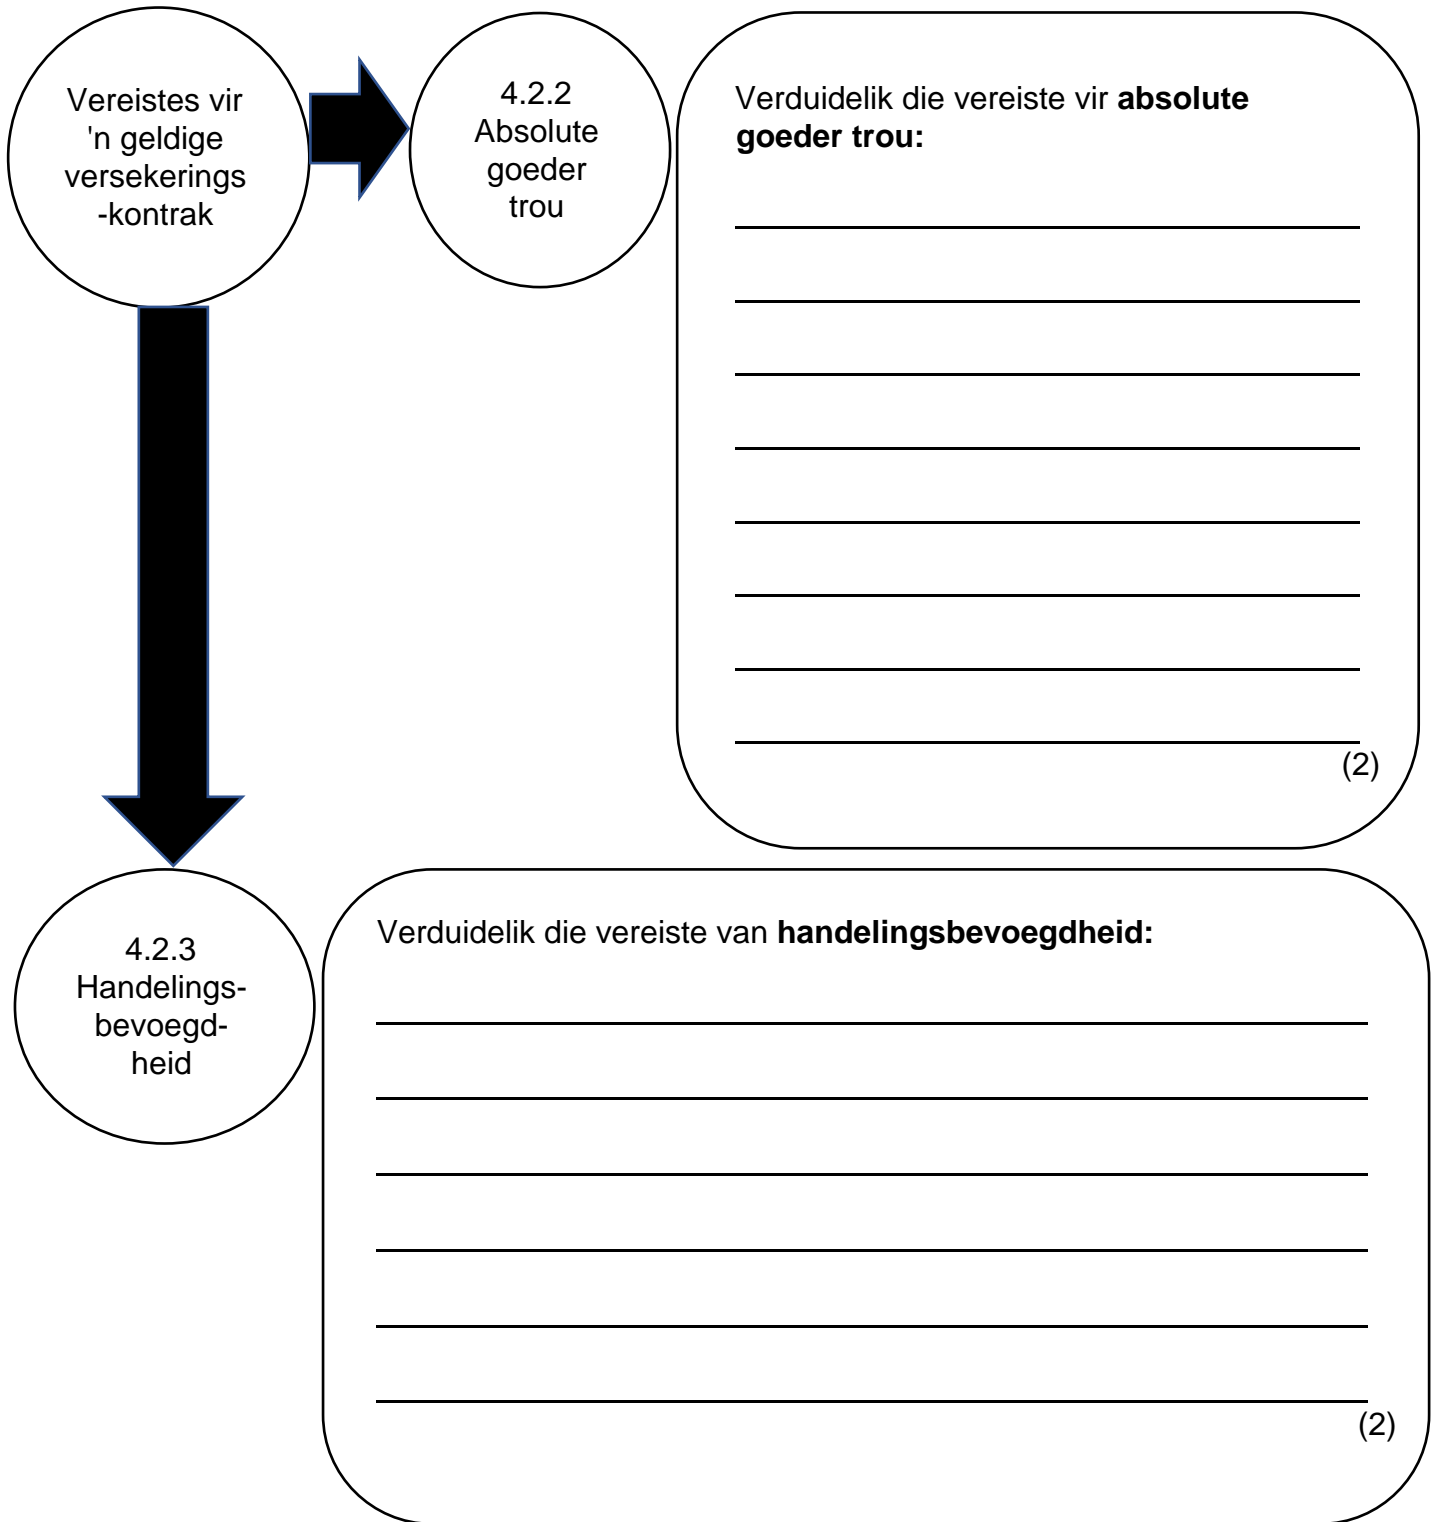 Vereistes vir
'n geldige
versekerings
-kontrak
4.2.2
Absolute
goeder
trou
Verduidelik die vereiste vir absolute
goeder trou:
(2)
4.2.3
Handelings-
bevoegd-
heid
Verduidelik die vereiste van handelingsbevoegdheid:
(2)